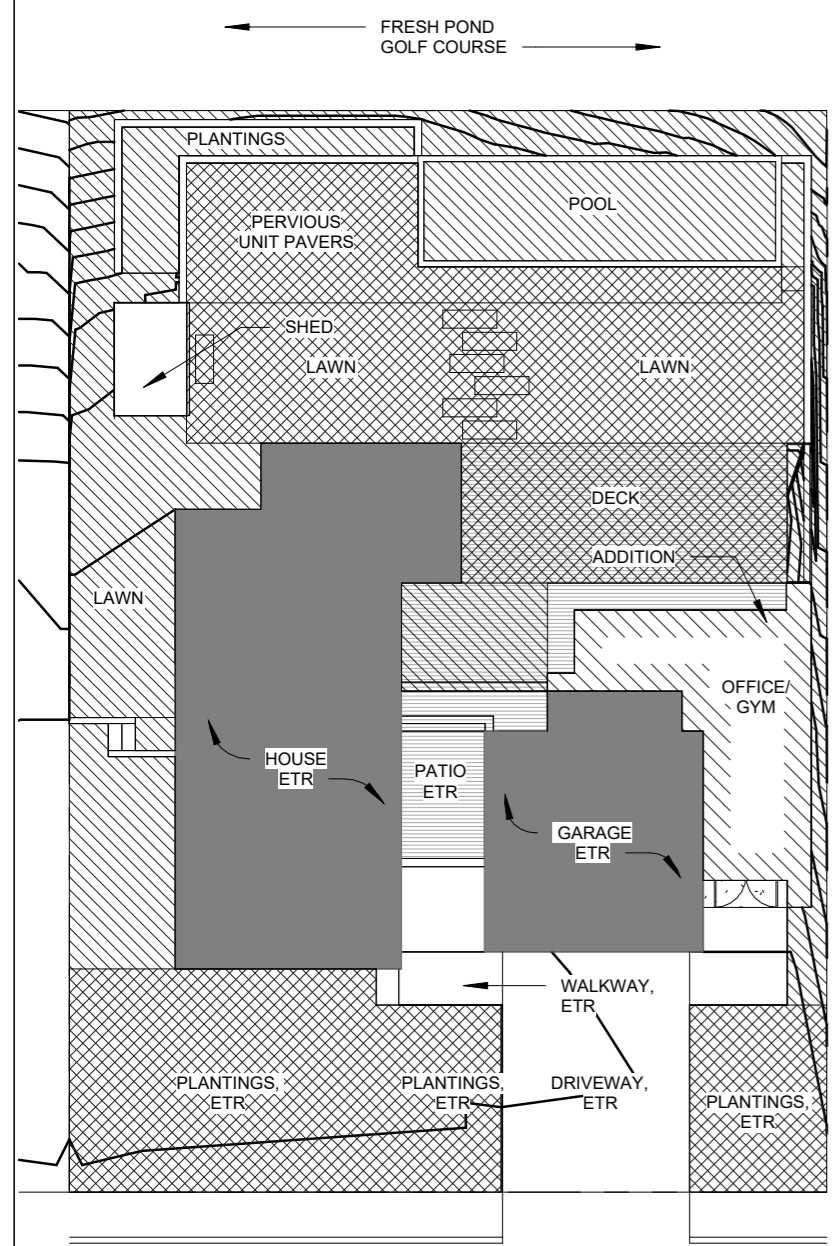 FRESH POND
GOLF COURSE
PLANTINGS
POOL
PERVIOUS
UNIT PAVERS
SHED
LAWN
LAWN
DECK
ADDITION
LAWN
OFFICE/
GYM
HOUSE
ETR
PATIO
ETR
GARAGE
ETR
WALKWAY,
ETR
PLANTINGS,
ETR
PLANTINGS,
ETR
DRIVEWAY,
ETR
PLANTINGS,
ETR